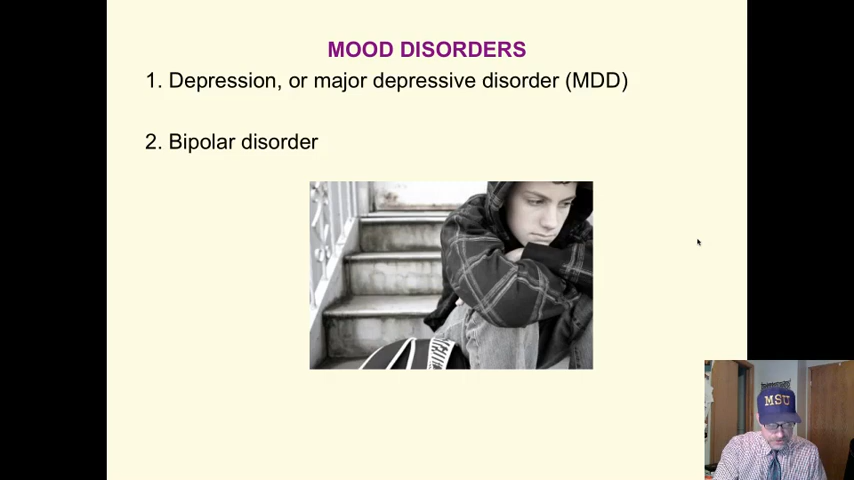 MOOD DISORDERS
1. Depression, or major depressive disorder (MDD)
2. Bipolar disorder
MSU